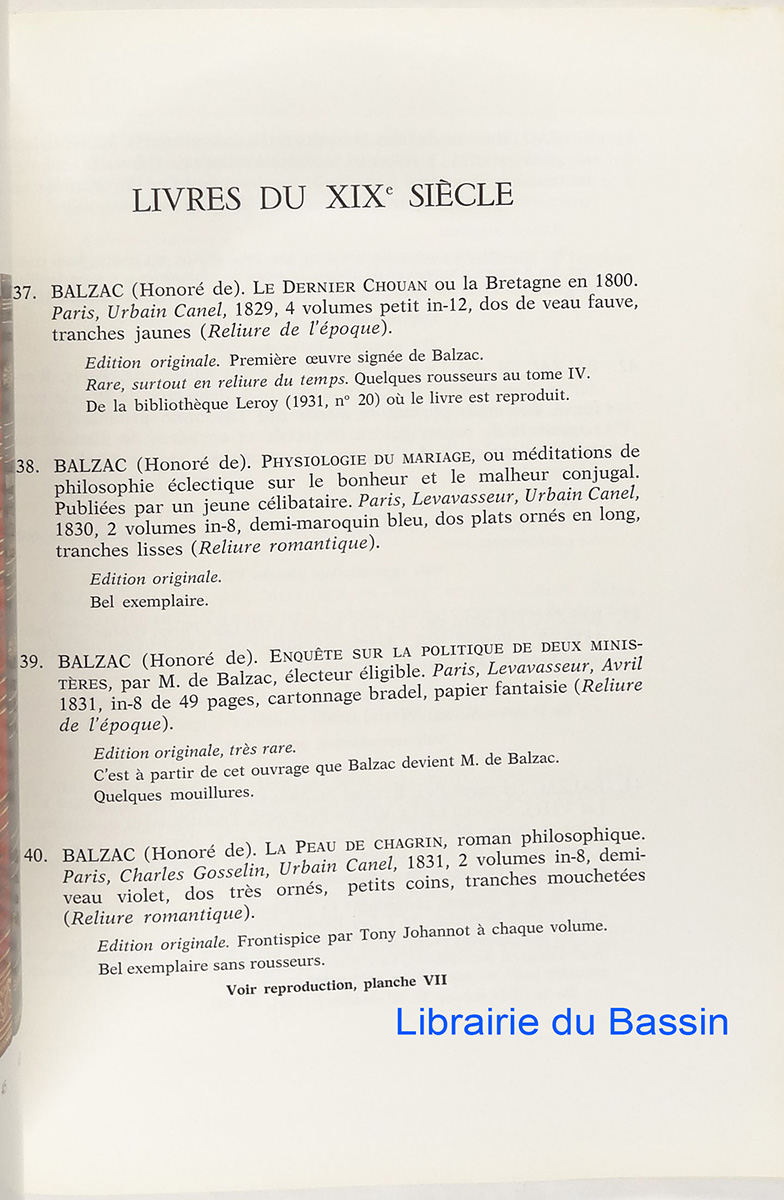 LIVRES DU XIXe SIÈCLE
37. BALZAC (Honoré de). LE DERNIER CHOUAN ou la Bretagne en 1800.
Paris, Urbain Canel, 1829, 4 volumes petit in-12, dos de veau fauve,
tranches jaunes (Reliure de l'époque).
Edition originale. Première œuvre signée de Balzac.
Rare, surtout en reliure du temps. Quelques rousseurs au tome IV.
De la bibliothèque Leroy (1931, n° 20) où le livre est reproduit.
38. BALZAC (Honoré de). PHYSIOLOGIE DU MARIAGE, ou méditations de
philosophie éclectique sur le bonheur et le malheur conjugal.
Publiées par un jeune célibataire. Paris, Levavasseur, Urbain Canel,
1830, 2 volumes in-8, demi-maroquin bleu, dos plats ornés en long,
tranches lisses (Reliure romantique).
Edition originale.
Bel exemplaire.
39. BALZAC (Honoré de). ENQUÊTE SUR LA POLITIQUE DE DEUX MINIS-
TÈRES, par M. de Balzac, électeur éligible. Paris, Levavasseur, Avril
1831, in-8 de 49 pages, cartonnage bradel, papier fantaisie (Reliure
de l'époque).
Edition originale, très rare.
C'est à partir de cet ouvrage que Balzac devient M. de Balzac.
Quelques mouillures.
40. BALZAC (Honoré de). LA PEAU DE CHAGRIN, roman philosophique.
Paris, Charles Gosselin, Urbain Canel, 1831, 2 volumes in-8, demi-
veau violet, dos très ornés, petits coins, tranches mouchetées
(Reliure romantique).
Edition originale. Frontispice par Tony Johannot à chaque volume.
Bel exemplaire sans rousseurs.
Voir reproduction, planche VII
Librairie du Bassin